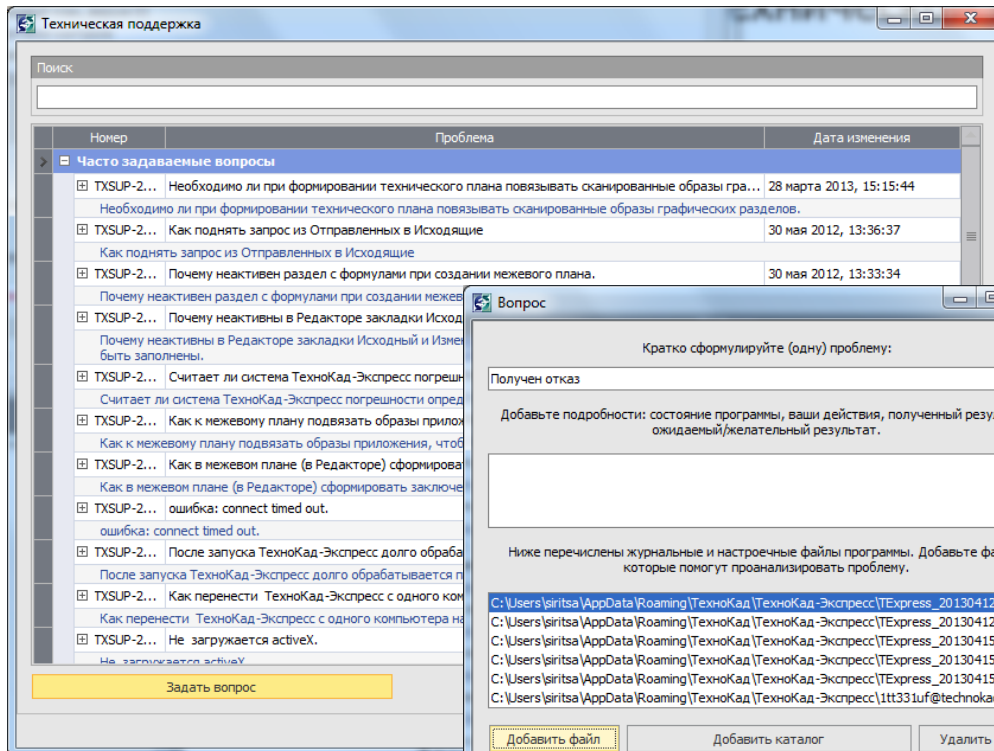 Техническая поддержка
Поиск
Номер Проблема Дата изменения
Часто задаваемые вопросы
TXSUP-2... Необходимо ли при формировании технического плана повязывать сканированные образы гра... 28 марта 2013, 15:15:44
Необходимо ли при формировании технического плана повязывать сканированные образы графических разделов.
TXSUP-2... Как поднять запрос из Отправленных в Исходящие 30 мая 2012, 13:36:37
Как поднять запрос из Отправленных в Исходящие
TXSUP-2... Почему неактивен раздел с формулами при создании межевого плана. 30 мая 2012, 13:33:34
Почему неактивен раздел с формулами при создании межев
TXSUP-2... Почему неактивны в Редакторе закладки Исход
Почему неактивны в Редакторе закладки Исходный и Изме
быть заполнены.
TXSUP-2... Считает ли система ТехноКад-Экспресс погрешн
Считает ли система ТехноКад-Экспресс погрешности опред
TXSUP-2... Как к межевому плану подвязать образы прилож
Как к межевому плану подвязать образы приложения, чтоб
TXSUP-2... Как в межевом плане (в Редакторе) сформироват
Как в межевом плане (в Редакторе) сформировать заключе
TXSUP-2... ошибка: connect timed out.
ошибка: connect timed out.
TXSUP-2... После запуска ТехноКад-Экспресс долго обраба
После запуска ТехноКад-Экспресс долго обрабатывается п
TXSUP-2... Как перенести ТехноКад-Экспресс с одного ком
Как перенести ТехноКад-Экспресс с одного компьютера на
TXSUP-2... Не загружается activeX.
Не загружается activeX
Задать вопрос
Вопрос
Кратко сформулируйте (одну) проблему:
Получен отказ
Добавьте подробности: состояние программы, ваши действия, полученный резу
ожидаемый/желательный результат.
Ниже перечислены журнальные и настроечные файлы программы. Добавьте фа
которые помогут проанализировать проблему.
C:\Users\siritsa\AppData\Roaming\ТехноКад\ТехноКад-Экспресс\TExpress_20130412
C:\Users\siritsa\AppData\Roaming\ТехноКад\ТехноКад-Экспресс\TExpress_20130412
C:\Users\siritsa\AppData\Roaming\ТехноКад\ТехноКад-Экспресс\TExpress_20130415
C:\Users\siritsa\AppData\Roaming\ТехноКад\ТехноКад-Экспресс\TExpress_20130415
C:\Users\siritsa\AppData\Roaming\ТехноКад\ТехноКад-Экспресс\TExpress_20130415
C:\Users\siritsa\AppData\Roaming\ТехноКад\ТехноКад-Экспресс\1tt331uf@technoka
Добавить файл Добавить каталог Удалить